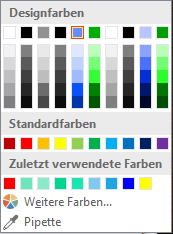 Designfarben
Standardfarben
Zuletzt verwendete Farben
Weitere Farben...
Pipette